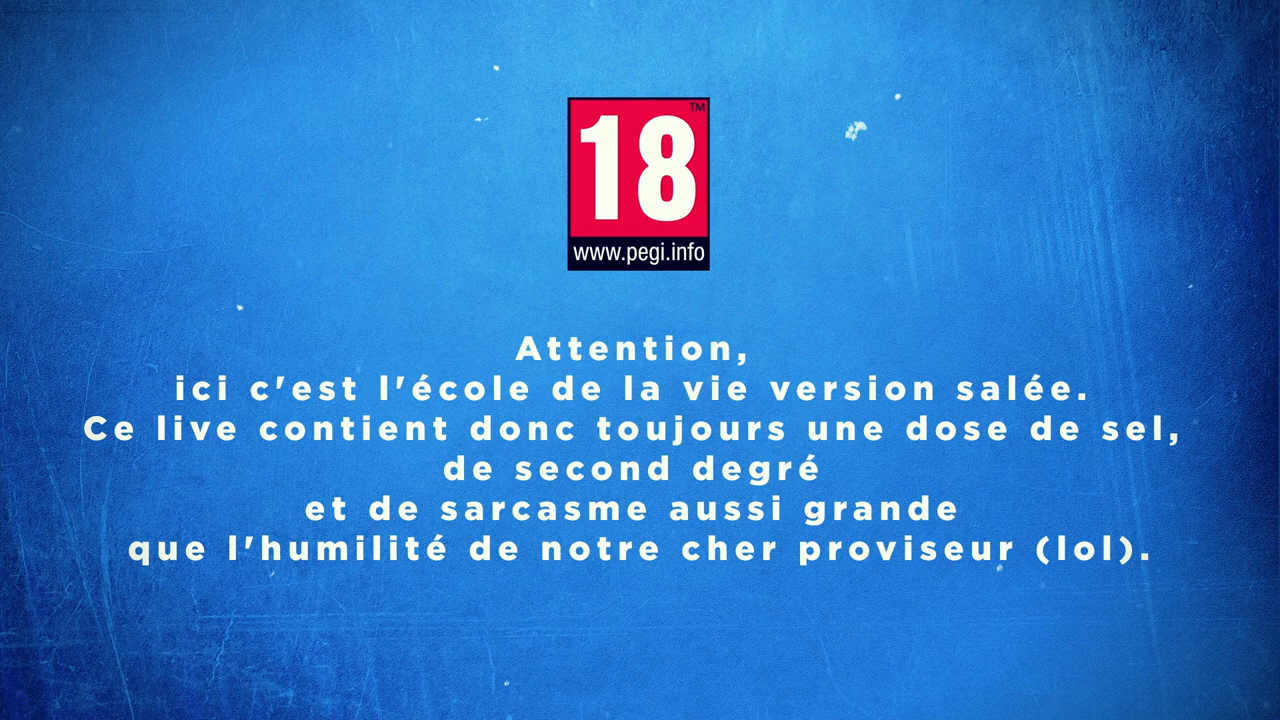 TM
18
www.pegi.info
Attention,
ici c'est l'école de la vie version salée.
Ce live contient donc toujours une dose de sel,
de second degré
et de sarcasme aussi grande
que l'humilité de notre cher proviseur (lol).